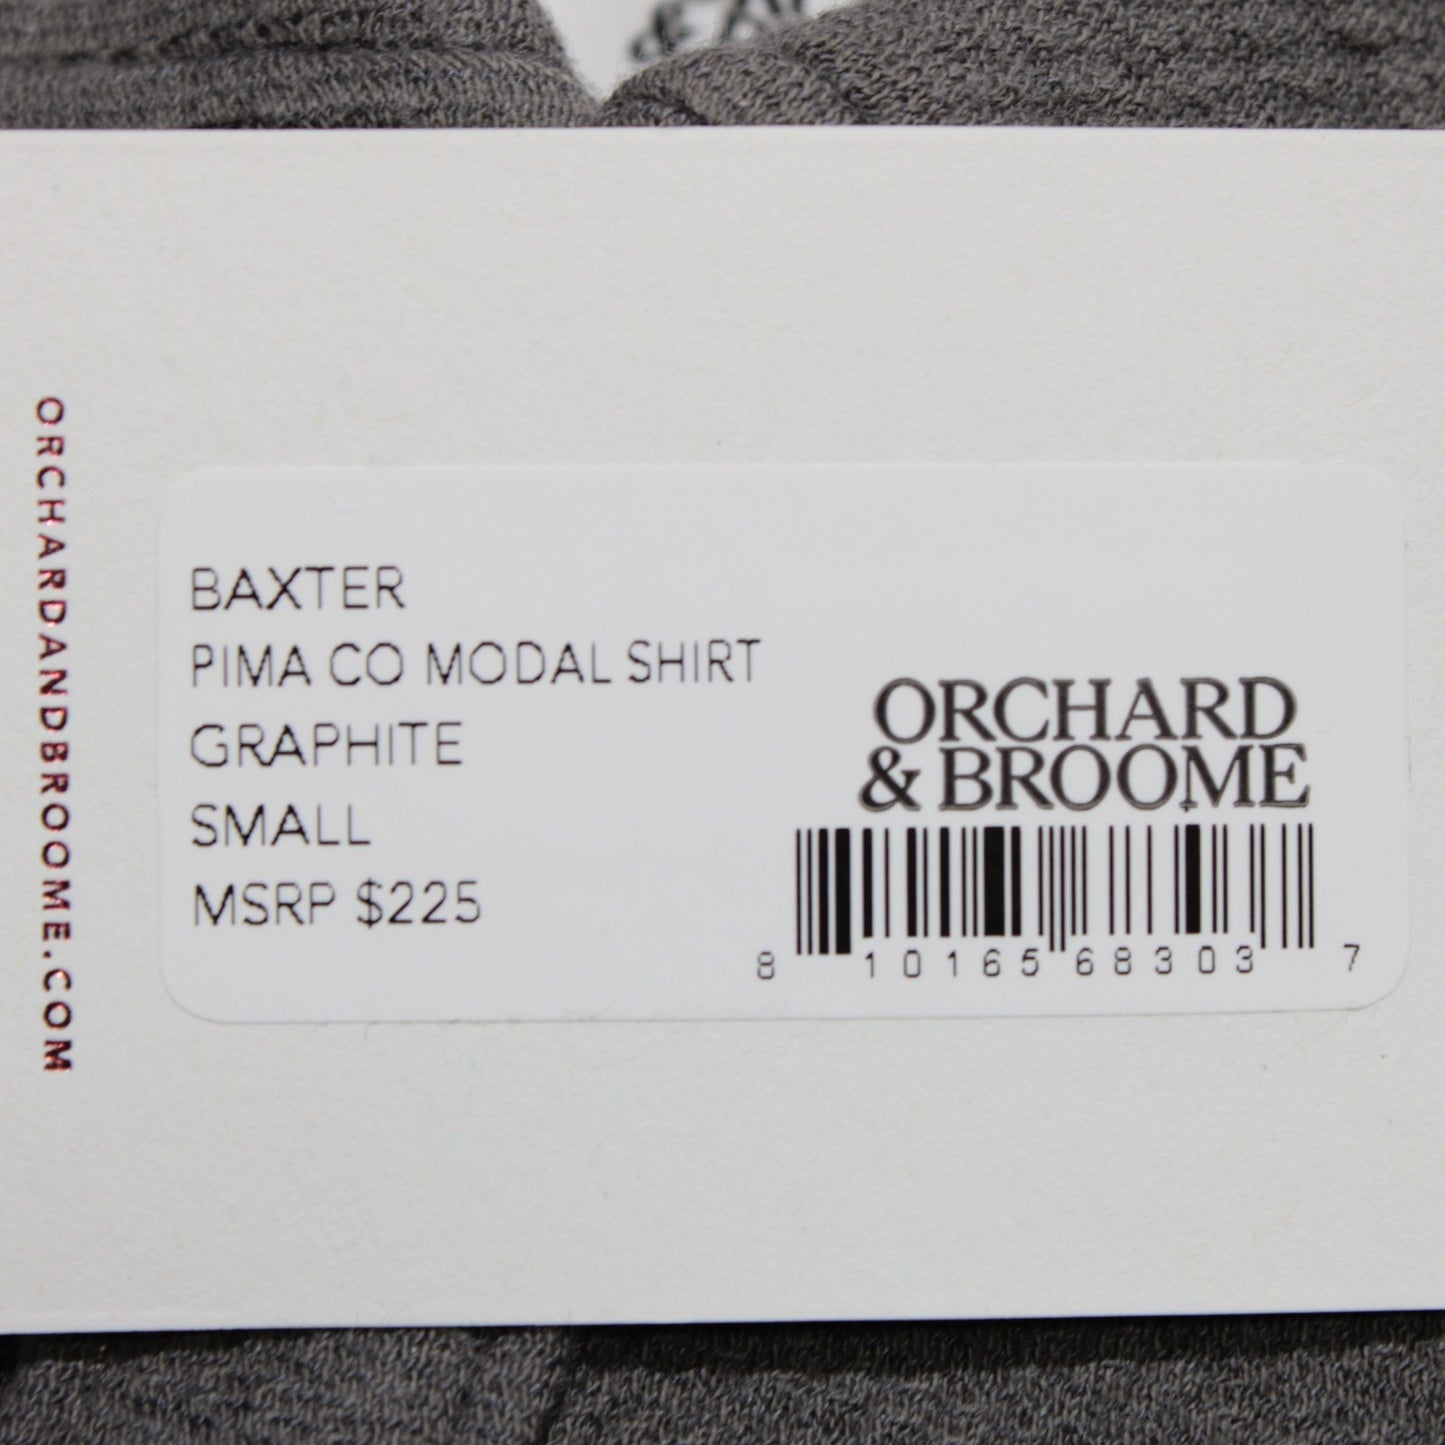 ORCHARDANDBROOME.COM
BAXTER
PIMA CO MODAL SHIRT
GRAPHITE
SMALL
MSRP $225
ORCHARD
& BROOME
8 10165 68303 7